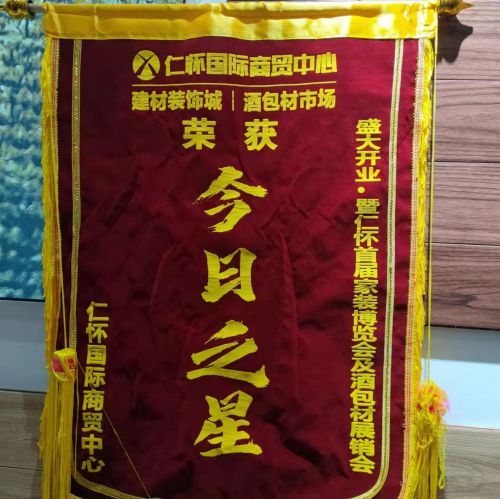 仁怀国际商贸中心
建材装饰城 | 酒包材市场
荣获
盛大开业·暨仁怀首届家装博览会及酒包材展销会
今日之星
仁怀国际商贸中心